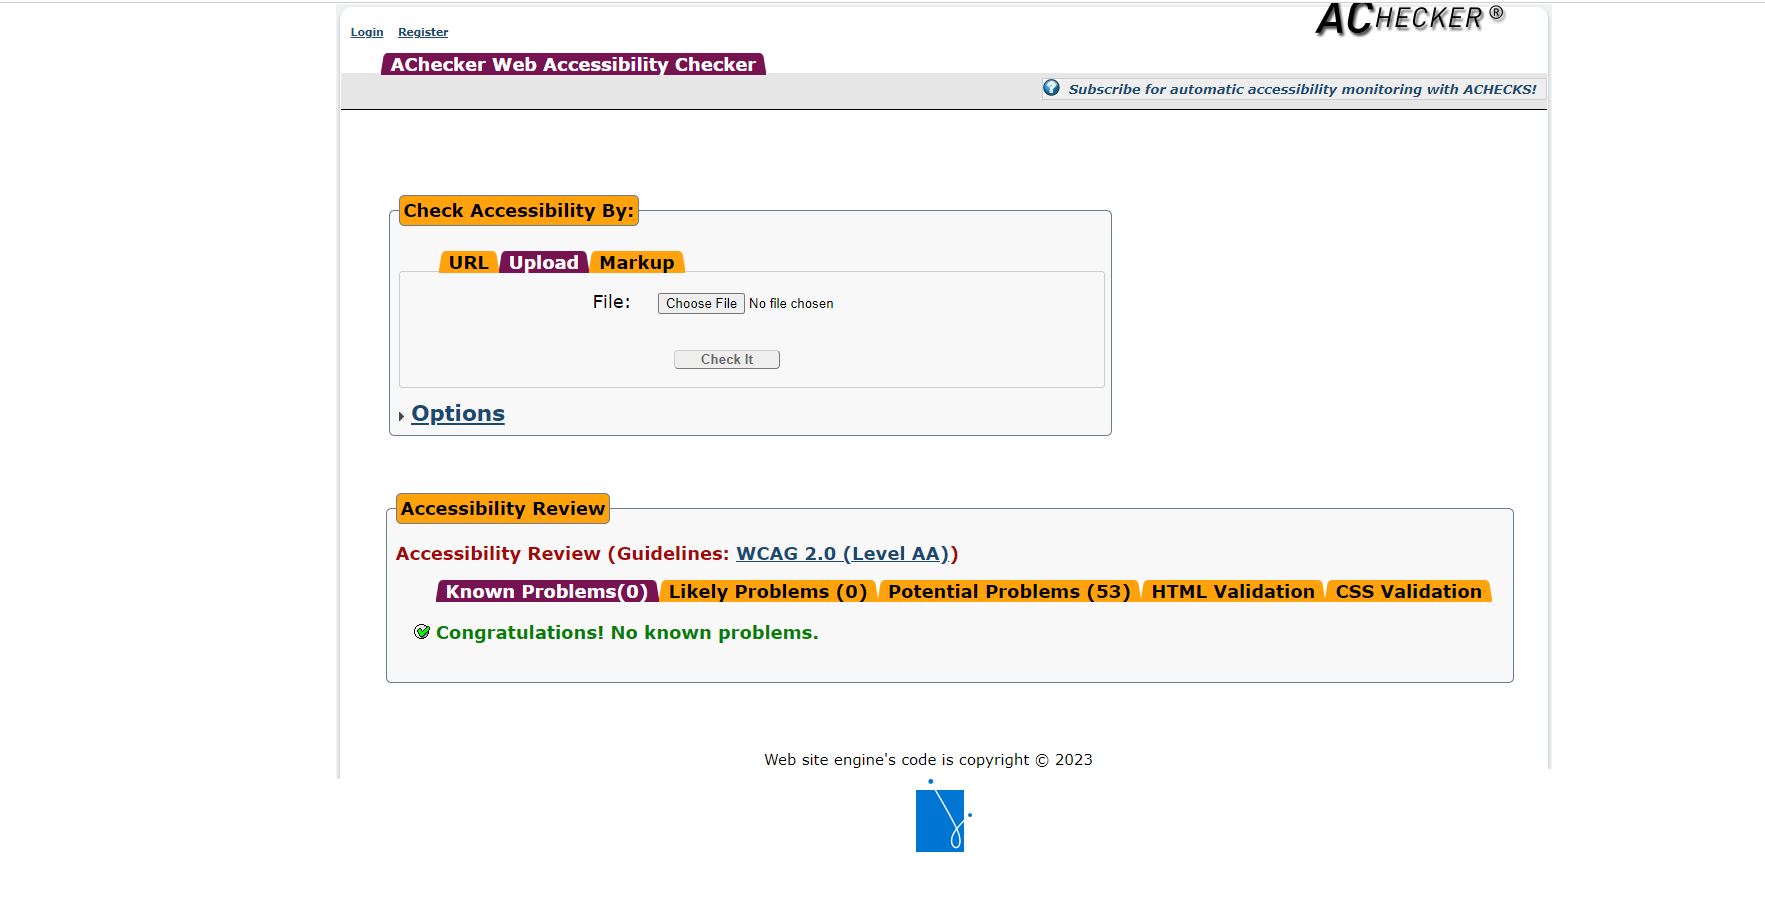 ACHECKER®
Login Register
AChecker Web Accessibility Checker
Subscribe for automatic accessibility monitoring with ACHECKS!
Check Accessibility By:
URL Upload Markup
File: Choose File No file chosen
Check It
Options
Accessibility Review
Accessibility Review (Guidelines: WCAG 2.0 (Level AA))
Known Problems(0) Likely Problems (0) Potential Problems (53) HTML Validation CSS Validation
Congratulations! No known problems.
Web site engine's code is copyright © 2023